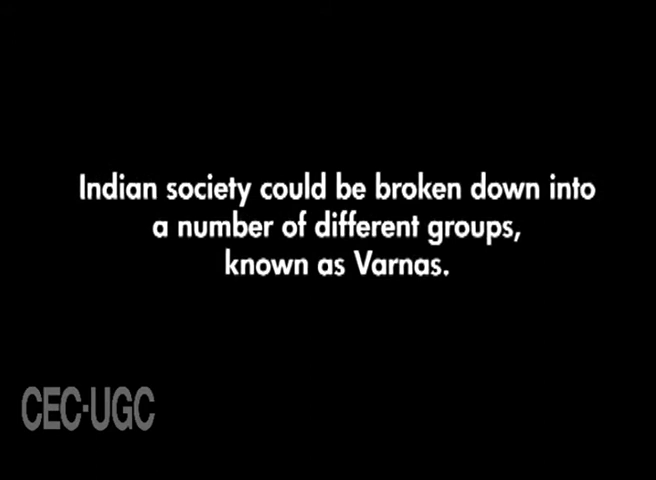 Indian society could be broken down into
a number of different groups,
known as Varnas.
CEC-UGC